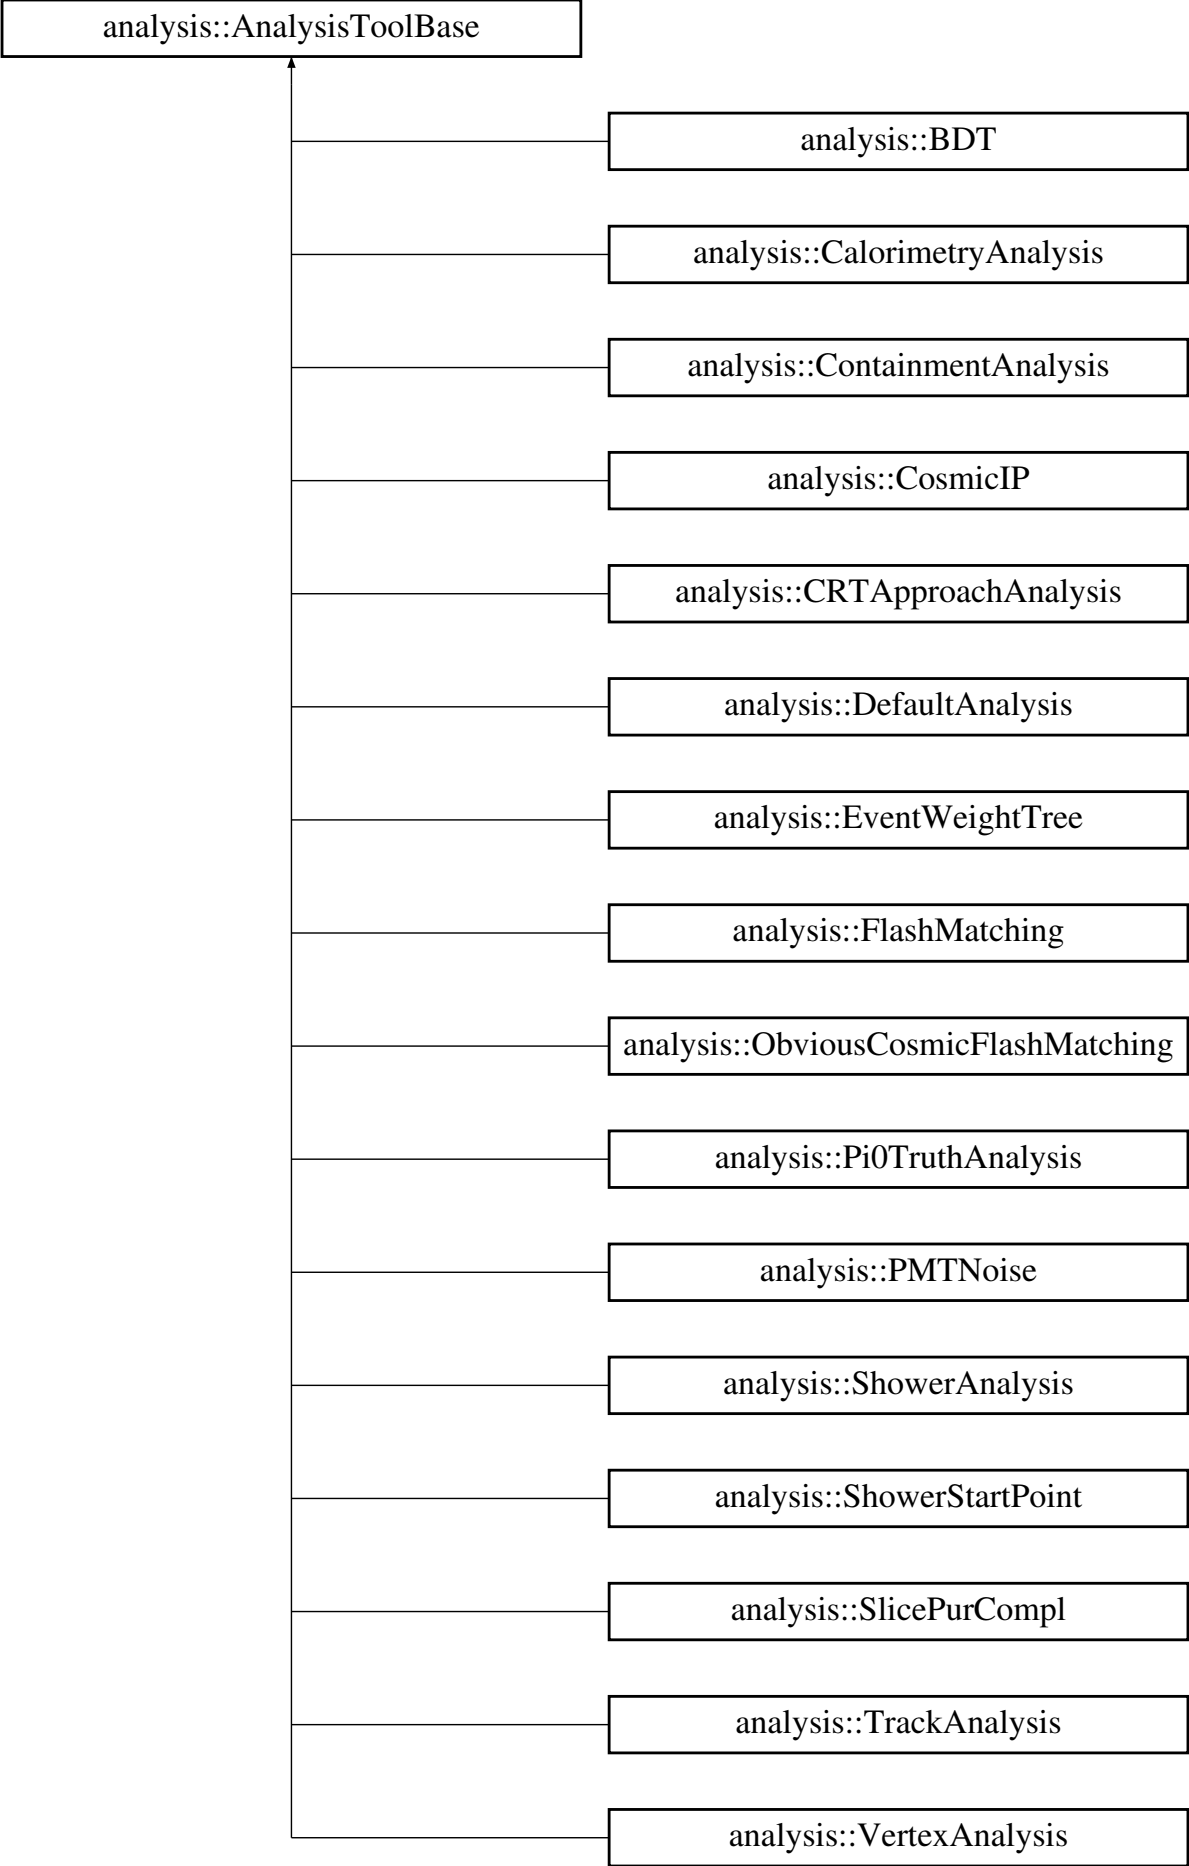 analysis::AnalysisToolBase
analysis::BDT
analysis::CalorimetryAnalysis
analysis::ContainmentAnalysis
analysis::CosmicIP
analysis::CRTApproachAnalysis
analysis::DefaultAnalysis
analysis::EventWeightTree
analysis::FlashMatching
analysis::ObviousCosmicFlashMatching
analysis::Pi0TruthAnalysis
analysis::PMTNoise
analysis::ShowerAnalysis
analysis::ShowerStartPoint
analysis::SlicePurCompl
analysis::TrackAnalysis
analysis::VertexAnalysis